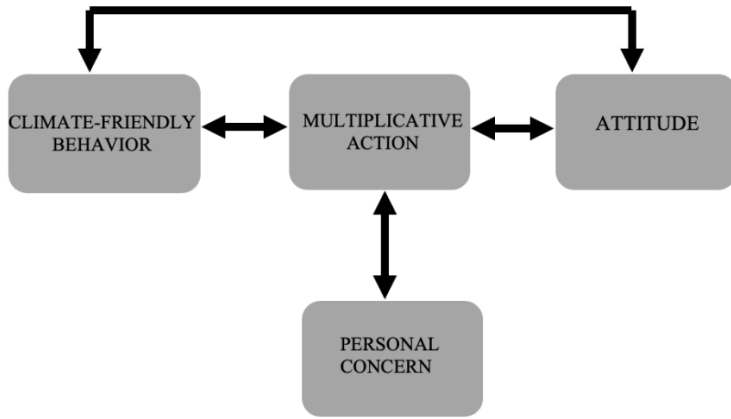 CLIMATE-FRIENDLY
BEHAVIOR
MULTIPLICATIVE
ACTION
ATTITUDE
PERSONAL
CONCERN